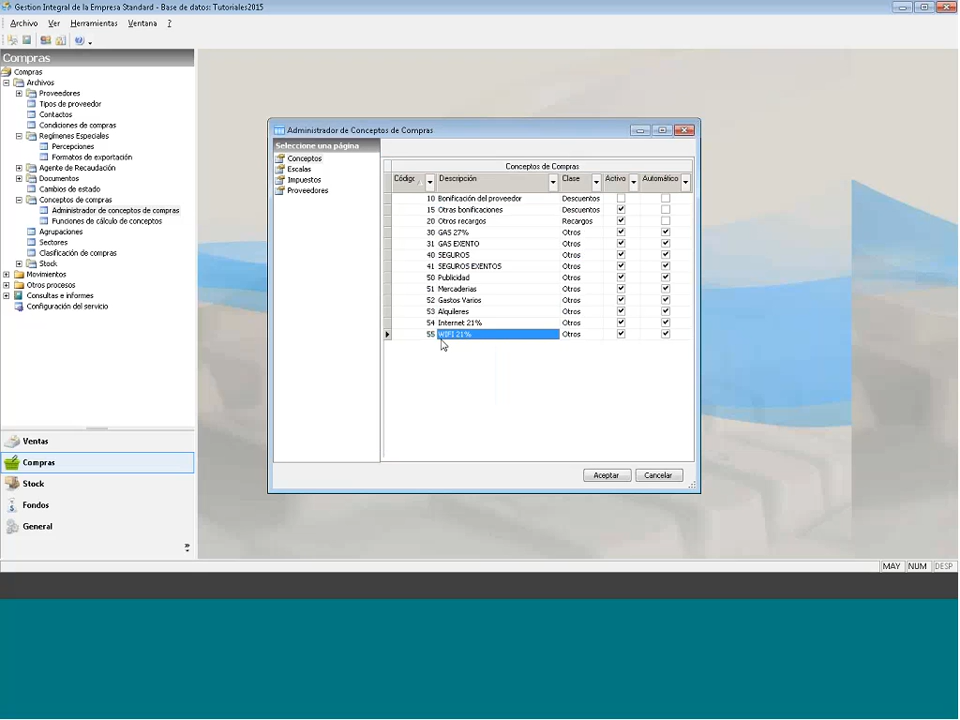 Gestion Integral de la Empresa Standard - Base de datos: Tutoriales2015
Archivo Ver Herramientas Ventana ?
Compras
Compras
Archivos
Proveedores
Tipos de proveedor
Contactos
Condiciones de compra
Regímenes Especiales
Percepciones
Formatos de exportación
Agente de Recaudación
Documentos
Cambios de estado
Conceptos de compras
Administrador de conceptos de compras
Funciones de cálculo de conceptos
Agrupaciones
Sectores
Clasificación de compras
Stock
Movimientos
Otros procesos
Consultas e informes
Configuración del servicio
Ventas
Compras
Stock
Fondos
General
Administrador de Conceptos de Compras
Seleccione una página
Conceptos
Escalas
Impuestos
Proveedores
Conceptos de Compras
Código Descripción Clase Activo Automático
10 Bonificación del proveedor Descuentos
15 Otras bonificaciones Descuentos
20 Otros recargos Recargos
30 GAS 27% Otros
31 GAS EXENTO Otros
40 SEGUROS Otros
41 SEGUROS EXENTOS Otros
50 Publicidad Otros
51 Mercaderias Otros
52 Gastos Varios Otros
53 Alquileres Otros
54 Internet 21% Otros
55 WIFI 21% Otros
Aceptar Cancelar
MAY NUM DESP